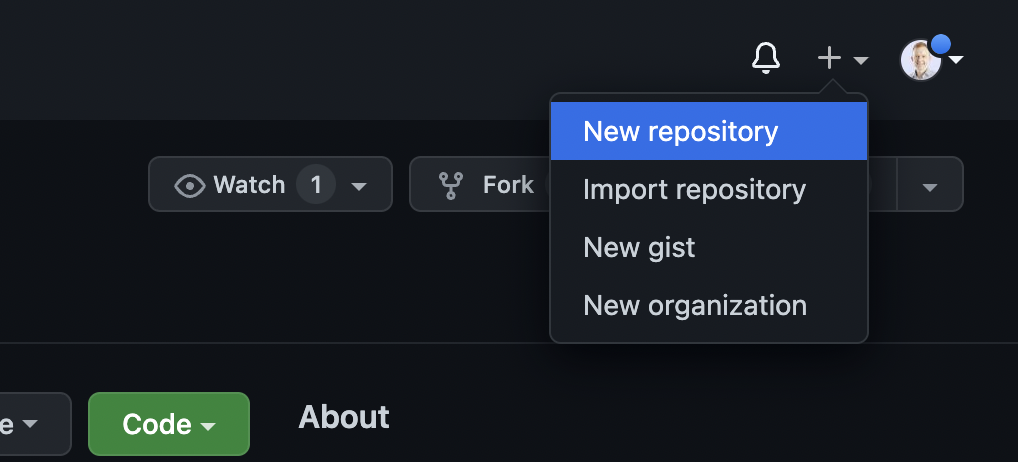 New repository
Watch 1
Fork
Import repository
New gist
New organization
Code
About